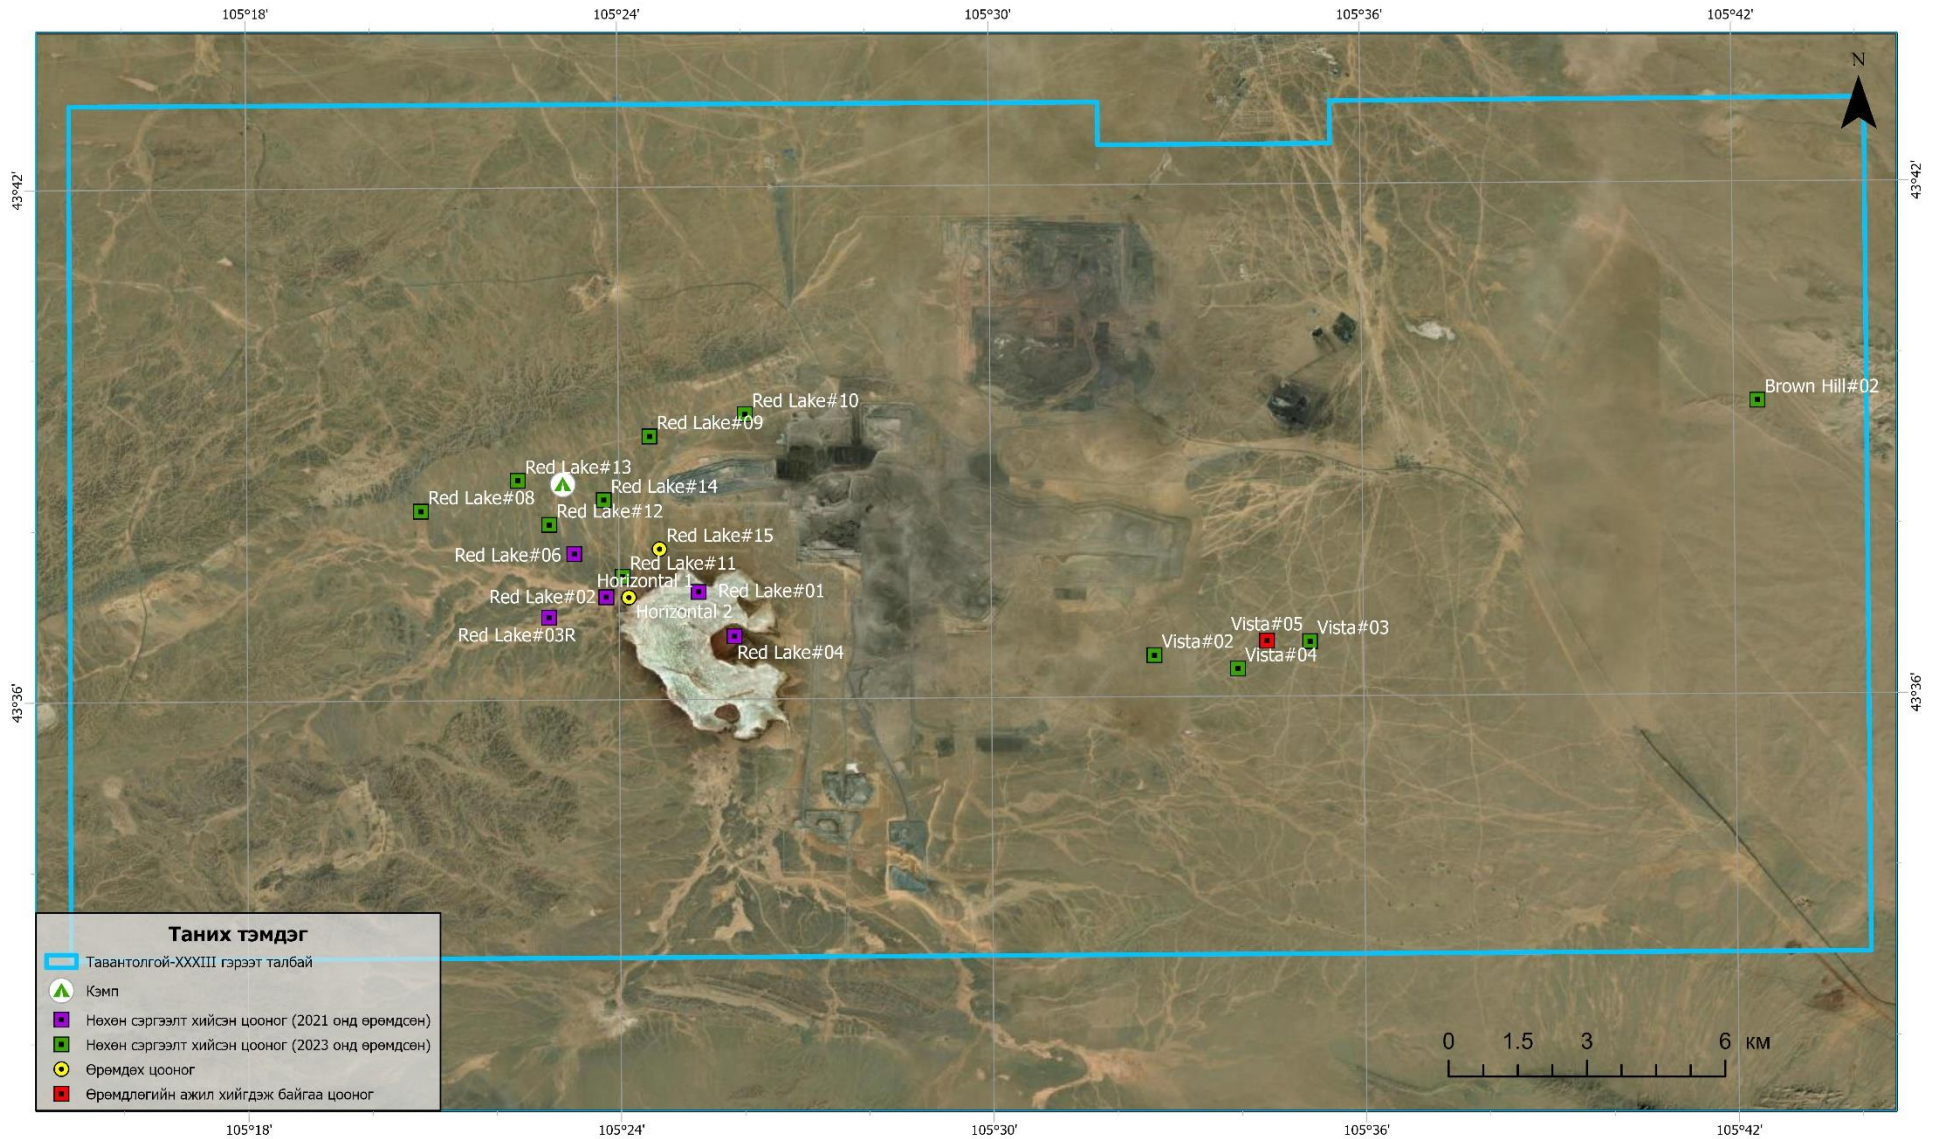 105°18'
105°24'
105°30'
105°36'
105°42'
N
43°42'
43°42'
Brown Hill#02
Red Lake#10
Red Lake#09
Red Lake#13
Red Lake#14
Red Lake#08
Red Lake#12
Red Lake#15
Red Lake#06
Red Lake#11
Horizontal 1
Red Lake#01
Red Lake#02
Horizontal 2
Red Lake#03R
Red Lake#04
Vista#05
Vista#03
Vista#02
Vista#04
43°36'
43°36'
Таних тэмдэг
Тавантолгой-XXXIII гэрээт талбай
Кэмп
Нөхөн сэргээлт хийсэн цооног (2021 онд өрөмдсөн)
Нөхөн сэргээлт хийсэн цооног (2023 онд өрөмдсөн)
Өрөмдөх цооног
Өрөмдлөгийн ажил хийгдэж байгаа цооног
0 1.5 3 6 км
105°18'
105°24'
105°30'
105°36'
105°42'